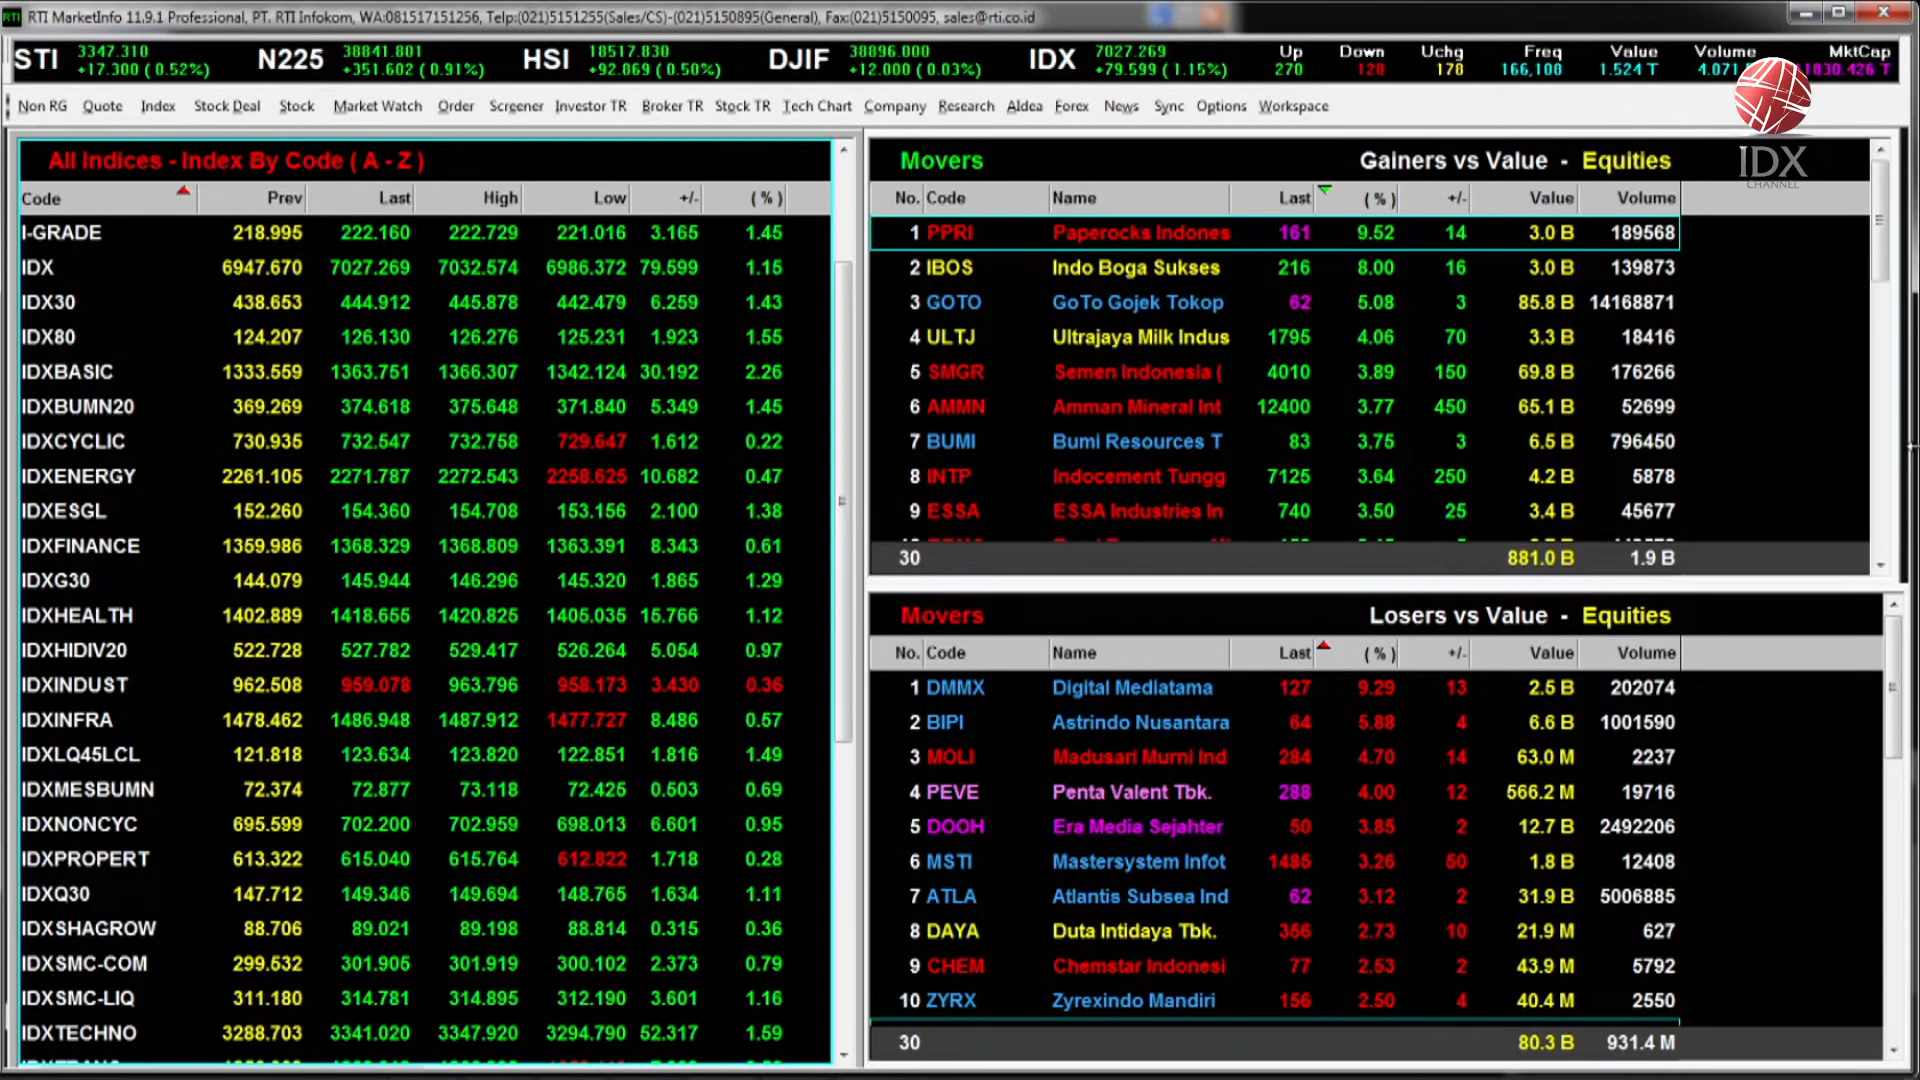 RTI MarketInfo 11.9.1 Professional, PT. RTI Infokom, WA:081517151256, Telp:(021)5151255(Sales/CS)-(021)5150895(General), Fax:(021)5150095, sales@rti.co.id
STI 3347.310 +17.300 ( 0.52%) N225 38841.801 +351.602 ( 0.91%) HSI 18517.830 +92.069 ( 0.50%) DJIF 38896.000 +12.000 ( 0.03%) IDX 7027.269 +79.599 ( 1.15%)
Up Down Uchg Freq Value Volume MktCap
270 128 178 166,108 1.524 T 4.071
Non RG Quote Index Stock Deal Stock Market Watch Order Screener Investor TR Broker TR Stock TR Tech Chart Company Research AIdea Forex News Sync Options Workspace
IDX
CHANNEL
All Indices - Index By Code ( A - Z )
Code Prev Last High Low +/- ( % )
I-GRADE 218.995 222.160 222.729 221.016 3.165 1.45
IDX 6947.670 7027.269 7032.574 6986.372 79.599 1.15
IDX30 438.653 444.912 445.878 442.479 6.259 1.43
IDX80 124.207 126.130 126.276 125.231 1.923 1.55
IDXBASIC 1333.559 1363.751 1366.307 1342.124 30.192 2.26
IDXBUMN20 369.269 374.618 375.648 371.840 5.349 1.45
IDXCYCLIC 730.935 732.547 732.758 729.647 1.612 0.22
IDXENERGY 2261.105 2271.787 2272.543 2258.625 10.682 0.47
IDXESGL 152.260 154.360 154.708 153.156 2.100 1.38
IDXFINANCE 1359.986 1368.329 1368.809 1363.391 8.343 0.61
IDXG30 144.079 145.944 146.296 145.320 1.865 1.29
IDXHEALTH 1402.889 1418.655 1420.825 1405.035 15.766 1.12
IDXHIDIV20 522.728 527.782 529.417 526.264 5.054 0.97
IDXINDUST 962.508 959.078 963.796 958.173 3.430 0.36
IDXINFRA 1478.462 1486.948 1487.912 1477.727 8.486 0.57
IDXLQ45LCL 121.818 123.634 123.820 122.851 1.816 1.49
IDXMESBUMN 72.374 72.877 73.118 72.425 0.503 0.69
IDXNONCYC 695.599 702.200 702.959 698.013 6.601 0.95
IDXPROPERT 613.322 615.040 615.764 612.822 1.718 0.28
IDXQ30 147.712 149.346 149.694 148.765 1.634 1.11
IDXSHAGROW 88.706 89.021 89.198 88.814 0.315 0.36
IDXSMC-COM 299.532 301.905 301.919 300.102 2.373 0.79
IDXSMC-LIQ 311.180 314.781 314.895 312.190 3.601 1.16
IDXTECHNO 3288.703 3341.020 3347.920 3294.790 52.317 1.59
Movers Gainers vs Value - Equities
No. Code Name Last ( % ) +/- Value Volume
1 PPRI Paperocks Indones 161 9.52 14 3.0 B 189568
2 IBOS Indo Boga Sukses 216 8.00 16 3.0 B 139873
3 GOTO GoTo Gojek Tokop 62 5.08 3 85.8 B 14168871
4 ULTJ Ultrajaya Milk Indus 1795 4.06 70 3.3 B 18416
5 SMGR Semen Indonesia ( 4010 3.89 150 69.8 B 176266
6 AMMN Amman Mineral Int 12400 3.77 450 65.1 B 52699
7 BUMI Bumi Resources T 83 3.75 3 6.5 B 796450
8 INTP Indocement Tungg 7125 3.64 250 4.2 B 5878
9 ESSA ESSA Industries In 740 3.50 25 3.4 B 45677
30 881.0 B 1.9 B
Movers Losers vs Value - Equities
No. Code Name Last ( % ) +/- Value Volume
1 DMMX Digital Mediatama 127 9.29 13 2.5 B 202074
2 BIPI Astrindo Nusantara 64 5.88 4 6.6 B 1001590
3 MOLI Madusari Murni Ind 284 4.70 14 63.0 M 2237
4 PEVE Penta Valent Tbk. 288 4.00 12 566.2 M 19716
5 DOOH Era Media Sejahter 50 3.85 2 12.7 B 2492206
6 MSTI Mastersystem Infot 1485 3.26 50 1.8 B 12408
7 ATLA Atlantis Subsea Ind 62 3.12 2 31.9 B 5006885
8 DAYA Duta Intidaya Tbk. 356 2.73 10 21.9 M 627
9 CHEM Chemstar Indonesi 77 2.53 2 43.9 M 5792
10 ZYRX Zyrexindo Mandiri 156 2.50 4 40.4 M 2550
30 80.3 B 931.4 M